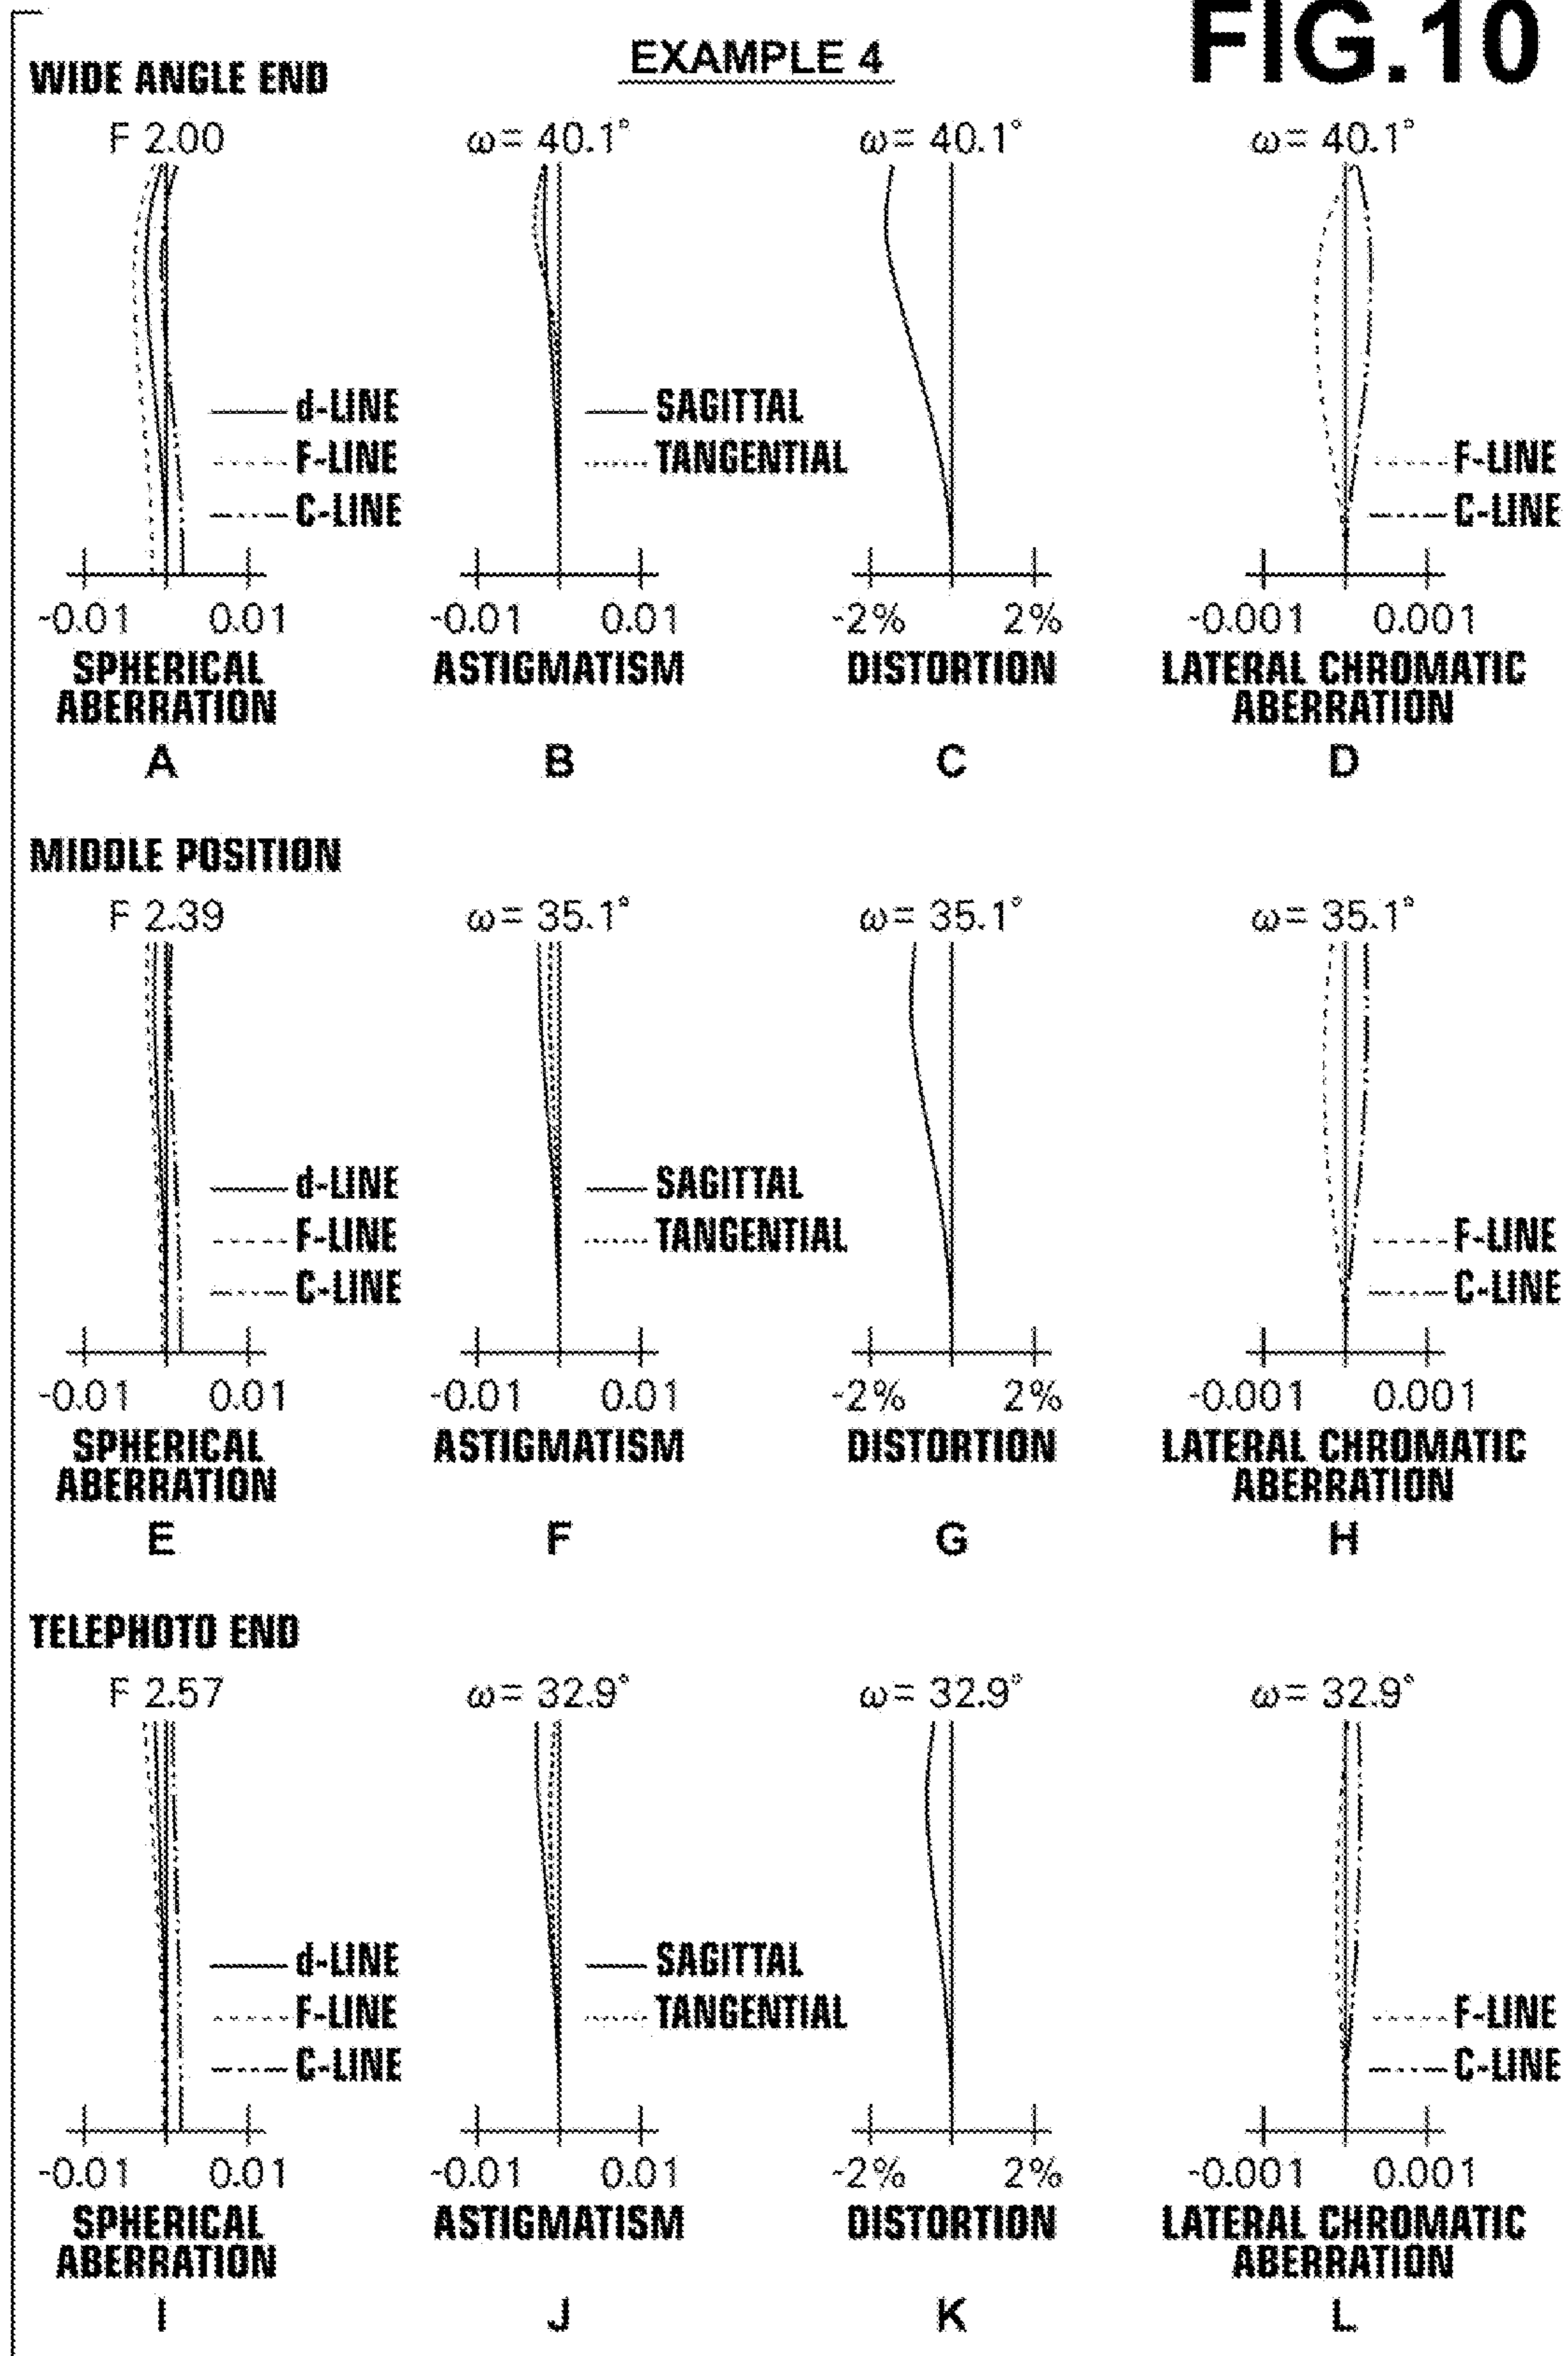 FIG.10
EXAMPLE 4
WIDE ANGLE END
F 2.00
ω= 40.1°
ω= 40.1°
ω= 40.1°
d-LINE
F-LINE
C-LINE
SAGITTAL
TANGENTIAL
F-LINE
C-LINE
-0.01 0.01
-0.01 0.01
-2% 2%
-0.001 0.001
SPHERICAL
ABERRATION
ASTIGMATISM
DISTORTION
LATERAL CHROMATIC
ABERRATION
A
B
C
D
MIDDLE POSITION
F 2.39
ω= 35.1°
ω= 35.1°
ω= 35.1°
d-LINE
F-LINE
C-LINE
SAGITTAL
TANGENTIAL
F-LINE
C-LINE
-0.01 0.01
-0.01 0.01
-2% 2%
-0.001 0.001
SPHERICAL
ABERRATION
ASTIGMATISM
DISTORTION
LATERAL CHROMATIC
ABERRATION
E
F
G
H
TELEPHOTO END
F 2.57
ω= 32.9°
ω= 32.9°
ω= 32.9°
d-LINE
F-LINE
C-LINE
SAGITTAL
TANGENTIAL
F-LINE
C-LINE
-0.01 0.01
-0.01 0.01
-2% 2%
-0.001 0.001
SPHERICAL
ABERRATION
ASTIGMATISM
DISTORTION
LATERAL CHROMATIC
ABERRATION
I
J
K
L